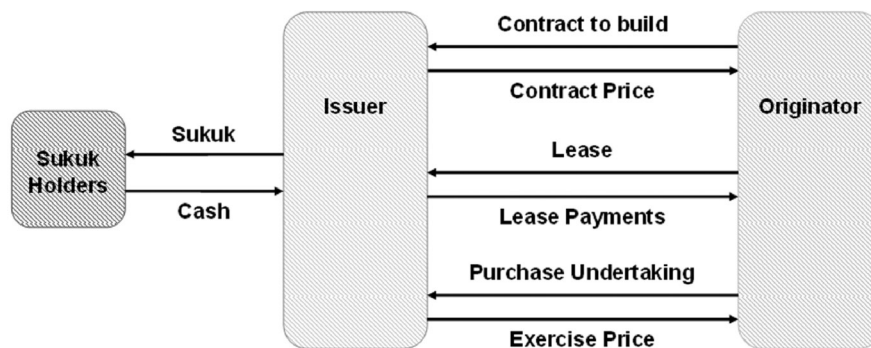 Contract to build
Contract Price
Issuer
Originator
Sukuk
Sukuk
Holders
Cash
Lease
Lease Payments
Purchase Undertaking
Exercise Price